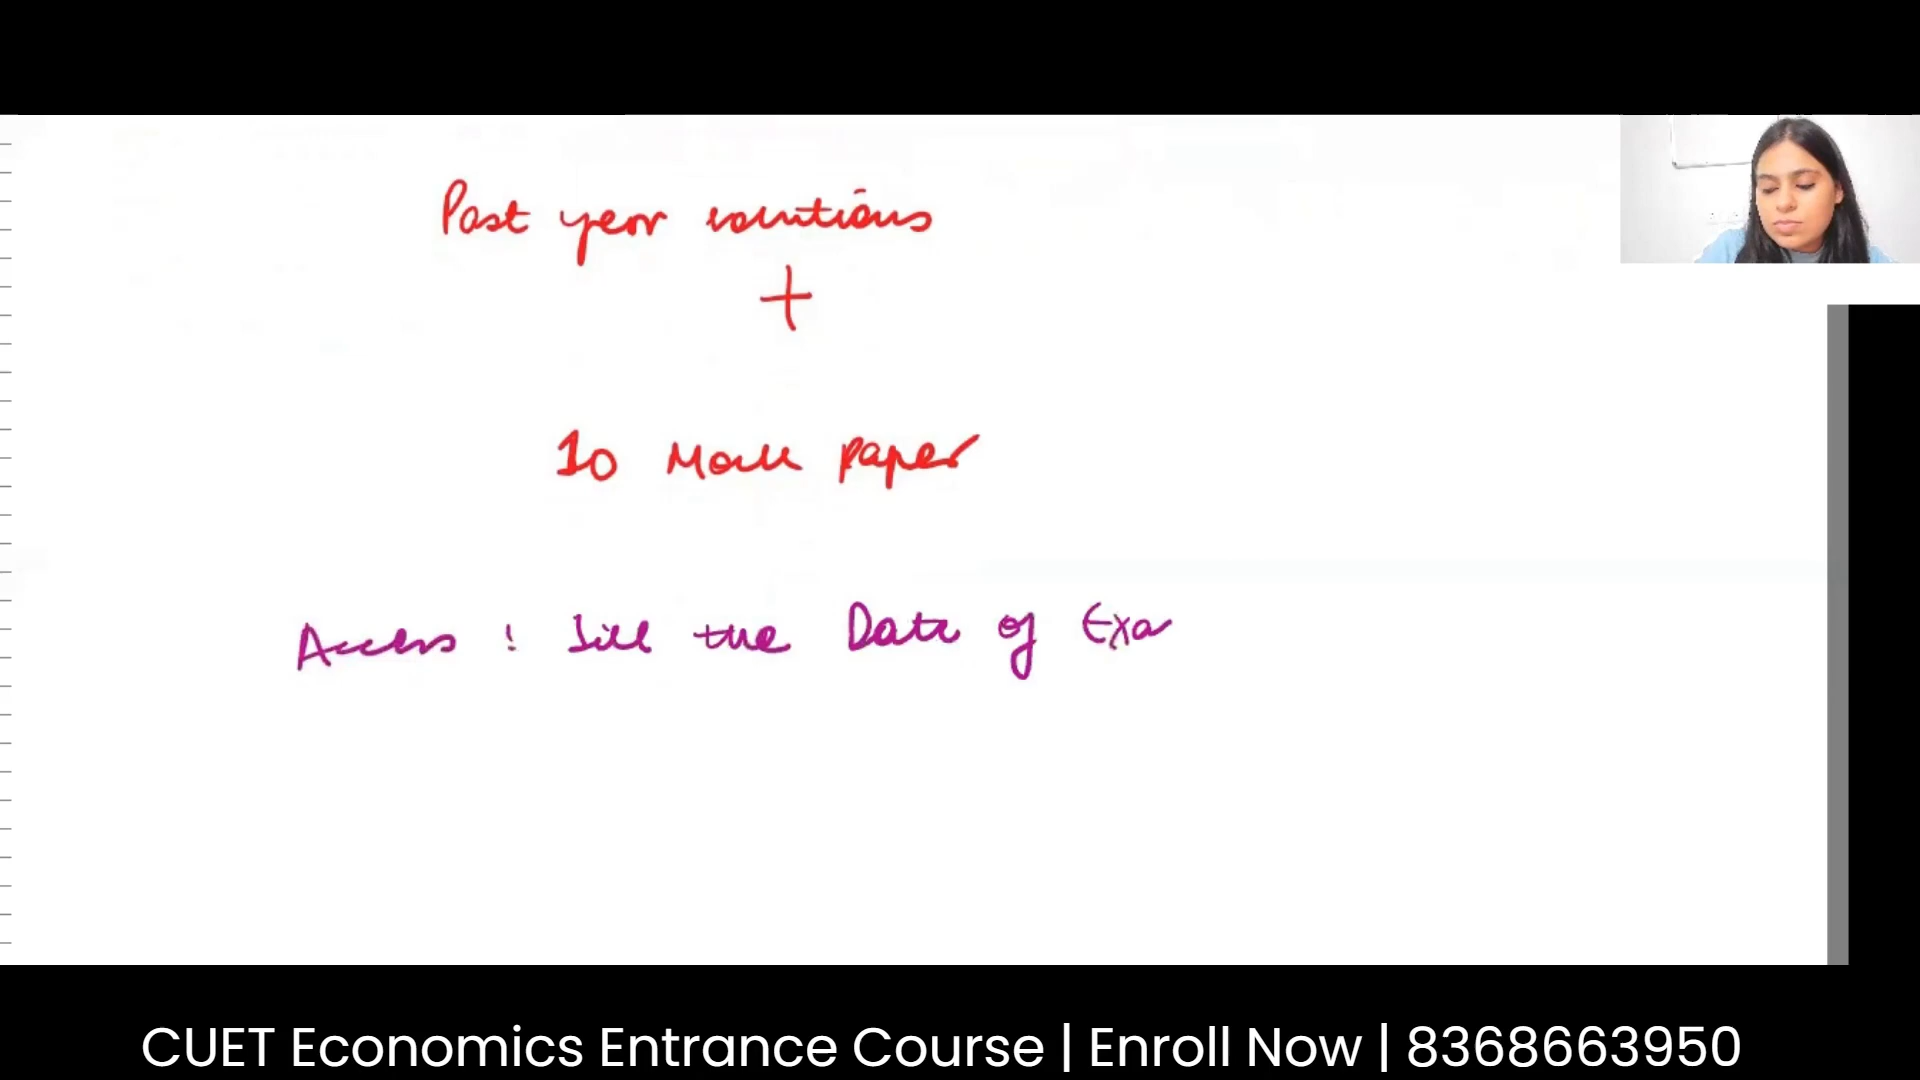 Past year solutions
+
10 Mock paper
Access : Till the Date of Exa
CUET Economics Entrance Course | Enroll Now | 8368663950